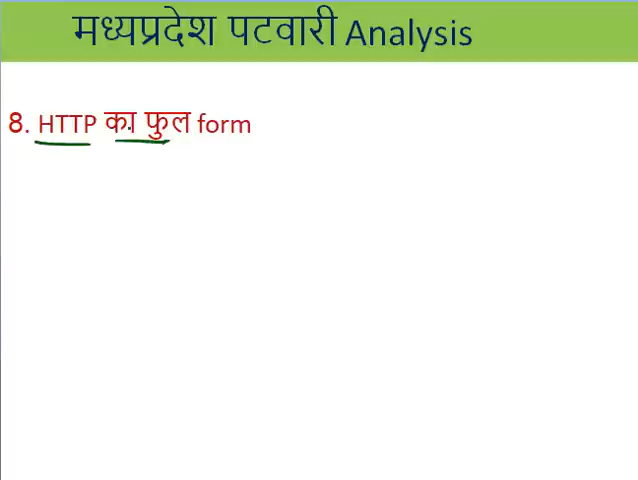 मध्यप्रदेश पटवारी Analysis
8. HTTP का फुल form